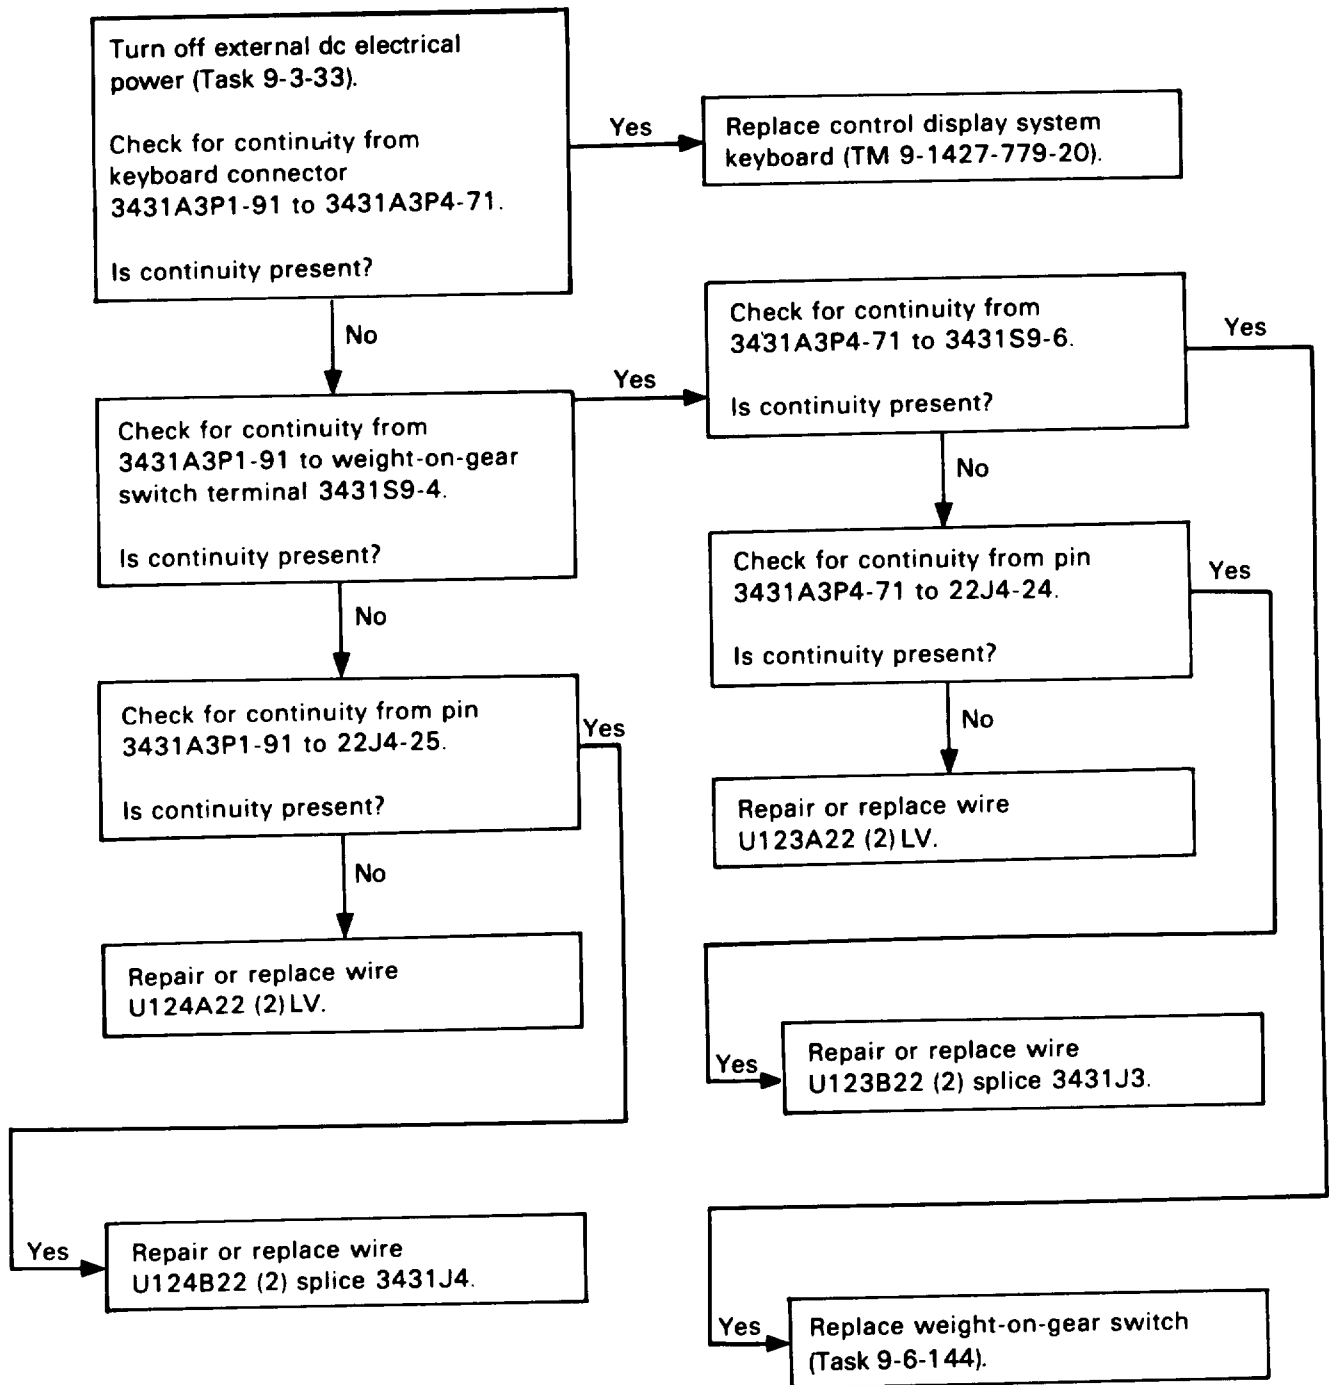 Turn off external dc electrical
power (Task 9-3-33).
Check for continuity from
keyboard connector
3431A3P1-91 to 3431A3P4-71.
Is continuity present?
Yes
Replace control display system
keyboard (TM 9-1427-779-20).
No
Check for continuity from
3431A3P1-91 to weight-on-gear
switch terminal 3431S9-4.
Is continuity present?
Yes
Check for continuity from
3431A3P4-71 to 3431S9-6.
Is continuity present?
Yes
No
Check for continuity from pin
3431A3P4-71 to 22J4-24.
Is continuity present?
Yes
No
Repair or replace wire
U123A22 (2) LV.
No
Check for continuity from pin
3431A3P1-91 to 22J4-25.
Is continuity present?
Yes
No
Repair or replace wire
U124A22 (2) LV.
Yes
Repair or replace wire
U123B22 (2) splice 3431J3.
Yes
Repair or replace wire
U124B22 (2) splice 3431J4.
Yes
Replace weight-on-gear switch
(Task 9-6-144).